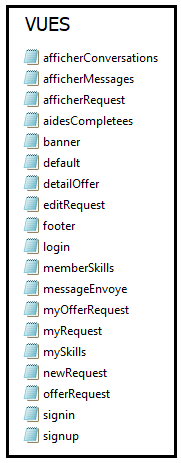 VUES
afficherConversations
afficherMessages
afficherRequest
aidesCompletees
banner
default
detailOffer
editRequest
footer
login
memberSkills
messageEnvoye
myOfferRequest
myRequest
mySkills
newRequest
offerRequest
signin
signup